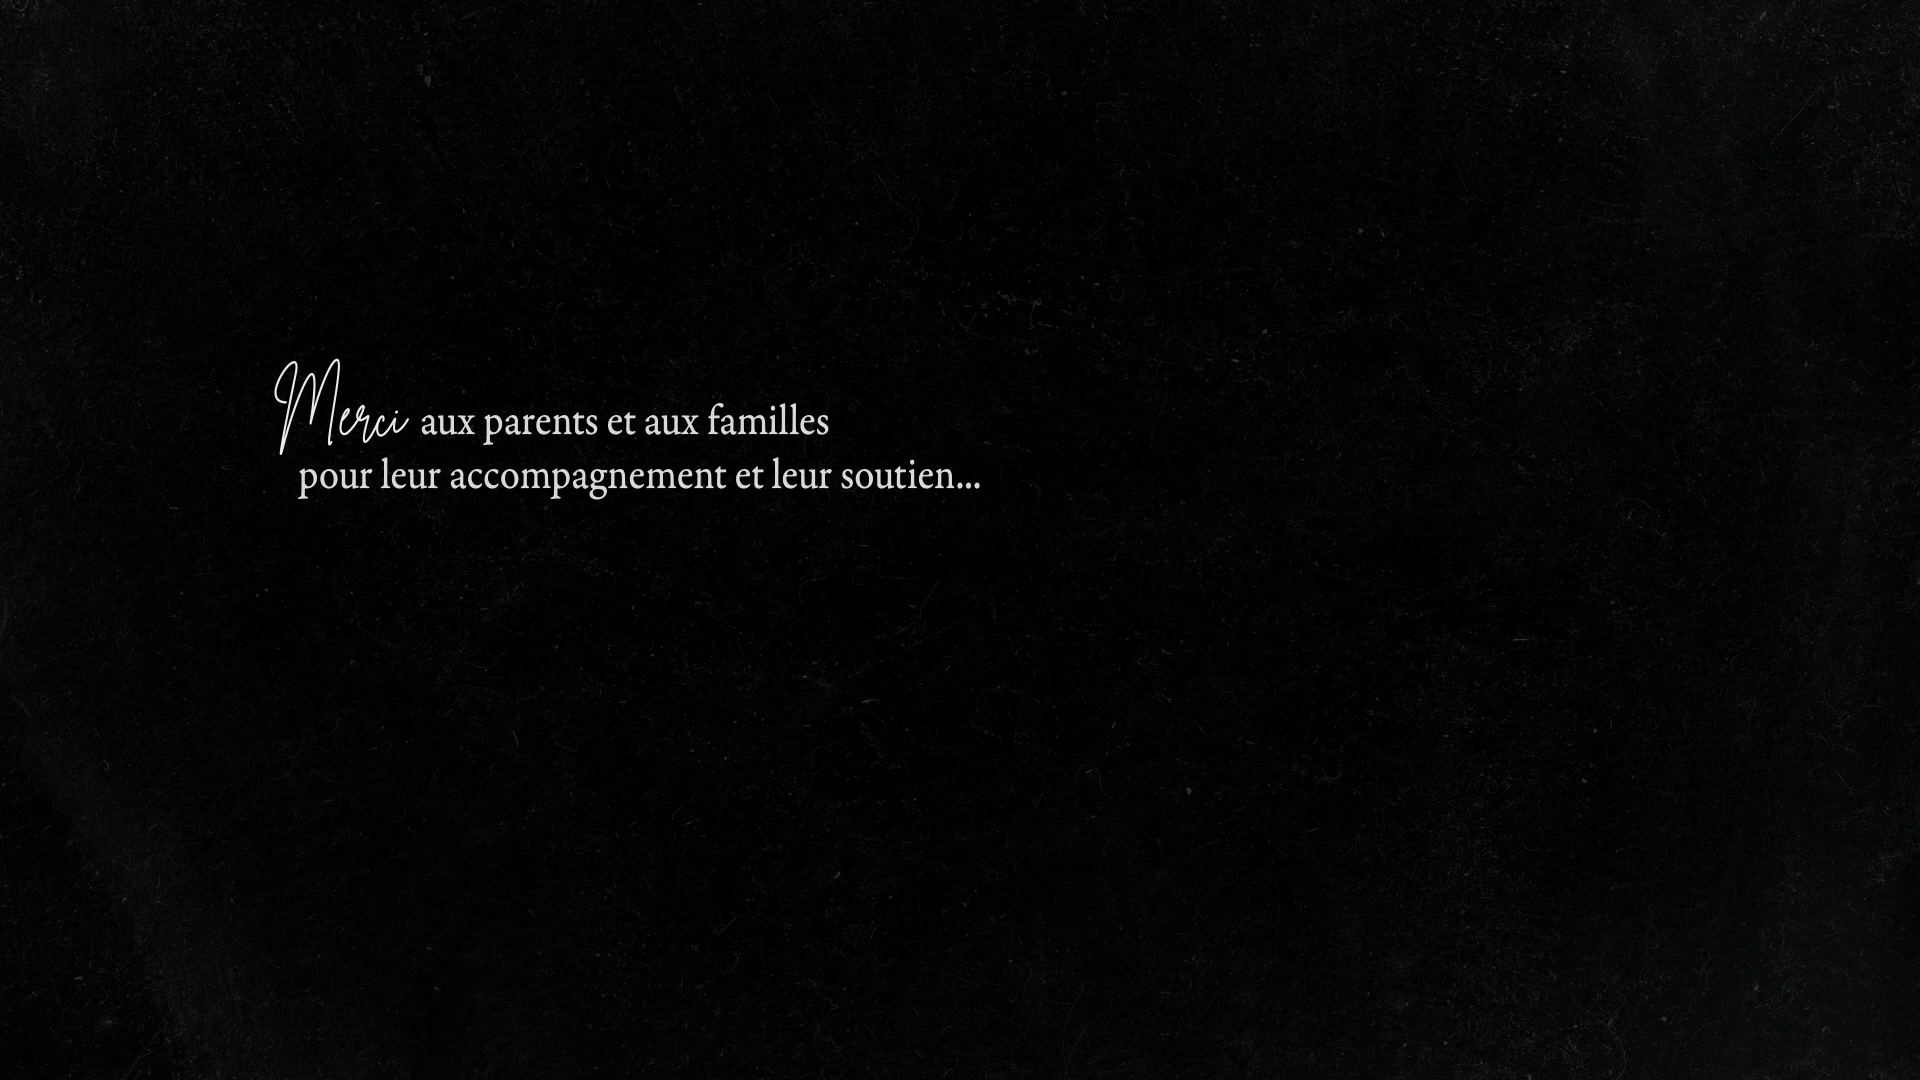 Merci aux parents et aux familles
pour leur accompagnement et leur soutien...